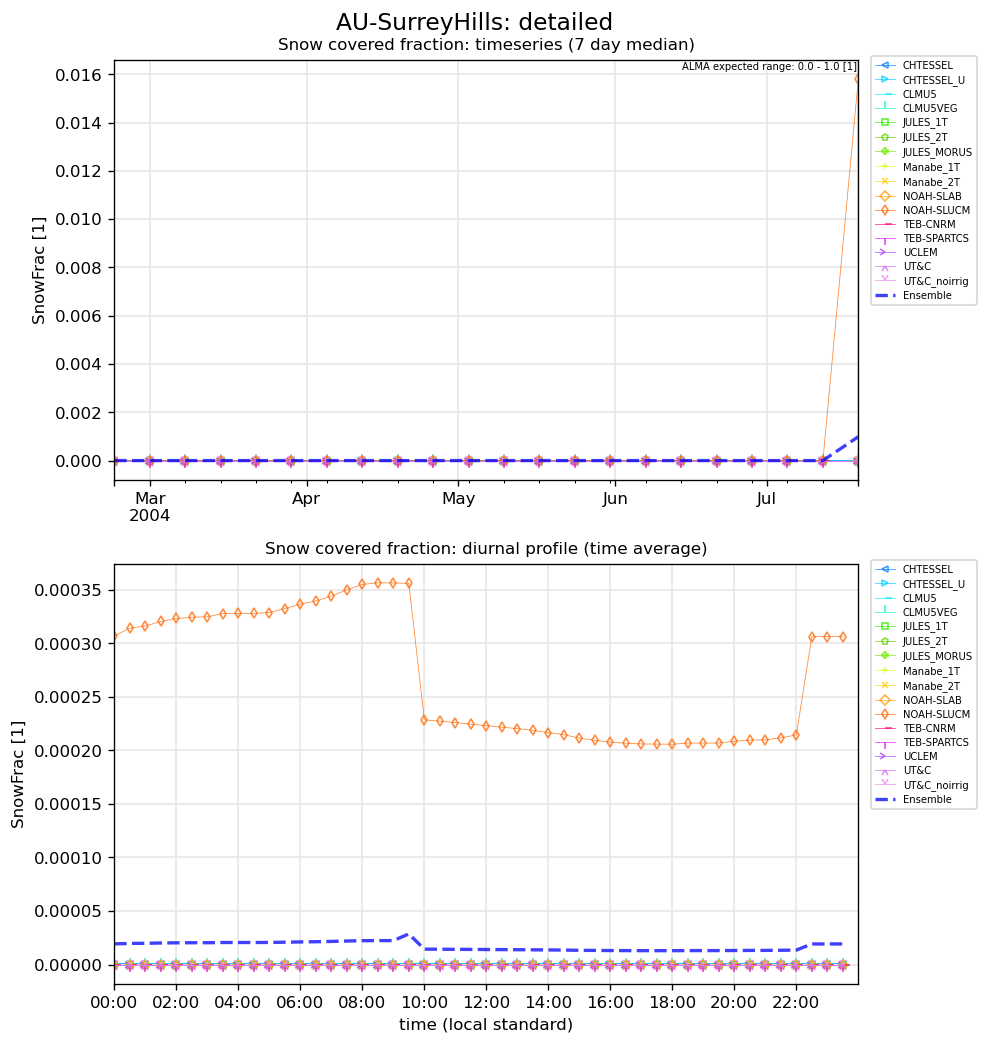 AU-SurreyHills: detailed
Snow covered fraction: timeseries (7 day median)
ALMA expected range: 0.0 - 1.0 [1]
SnowFrac [1]
0.016
0.014
0.012
0.010
0.008
0.006
0.004
0.002
0.000
Mar
2004
Apr
May
Jun
Jul
CHTESSEL
CHTESSEL_U
CLMU5
CLMU5VEG
JULES_1T
JULES_2T
JULES_MORUS
Manabe_1T
Manabe_2T
NOAH-SLAB
NOAH-SLUCM
TEB-CNRM
TEB-SPARTCS
UCLEM
UT&C
UT&C_noirrig
Ensemble
Snow covered fraction: diurnal profile (time average)
SnowFrac [1]
0.00035
0.00030
0.00025
0.00020
0.00015
0.00010
0.00005
0.00000
00:00
02:00
04:00
06:00
08:00
10:00
12:00
14:00
16:00
18:00
20:00
22:00
time (local standard)
CHTESSEL
CHTESSEL_U
CLMU5
CLMU5VEG
JULES_1T
JULES_2T
JULES_MORUS
Manabe_1T
Manabe_2T
NOAH-SLAB
NOAH-SLUCM
TEB-CNRM
TEB-SPARTCS
UCLEM
UT&C
UT&C_noirrig
Ensemble